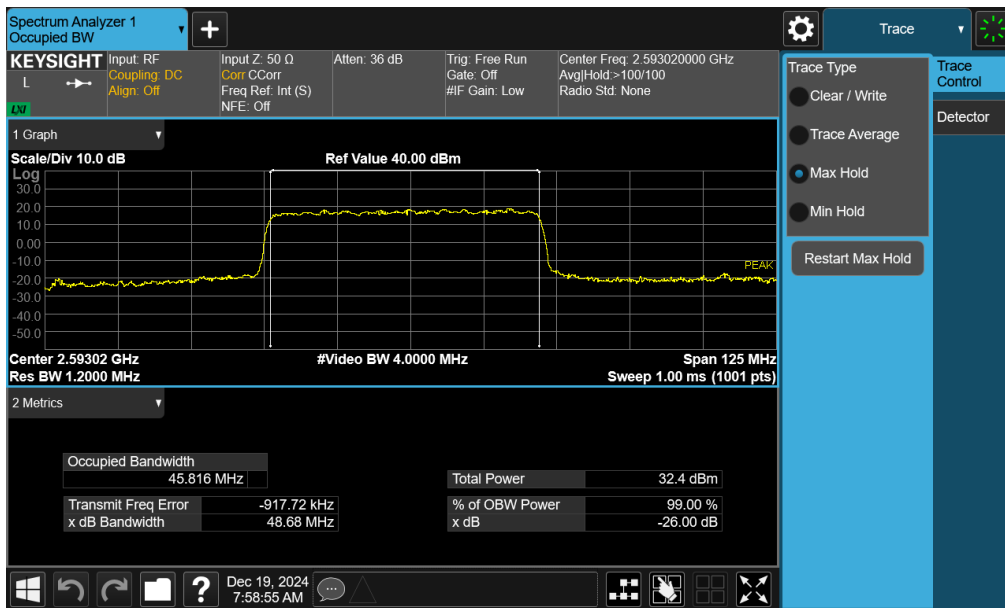 Spectrum Analyzer 1
Occupied BW
+
Trace
KEYSIGHT
L
LXI
Input: RF
Coupling: DC
Align: Off
Input Z: 50 Ω
Corr CCorr
Freq Ref: Int (S)
NFE: Off
Atten: 36 dB
Trig: Free Run
Gate: Off
#IF Gain: Low
Center Freq: 2.593020000 GHz
Avg|Hold:>100/100
Radio Std: None
Trace Type
Clear / Write
Trace Average
Max Hold
Min Hold
Restart Max Hold
Trace
Control
Detector
1 Graph
Scale/Div 10.0 dB
Ref Value 40.00 dBm
Log
30.0
20.0
10.0
0.00
-10.0
-20.0
-30.0
-40.0
-50.0
PEAK
Center 2.59302 GHz
#Video BW 4.0000 MHz
Span 125 MHz
Res BW 1.2000 MHz
Sweep 1.00 ms (1001 pts)
2 Metrics
Occupied Bandwidth
45.816 MHz
Total Power 32.4 dBm
Transmit Freq Error -917.72 kHz
% of OBW Power 99.00 %
x dB Bandwidth 48.68 MHz
x dB -26.00 dB
?
Dec 19, 2024
7:58:55 AM